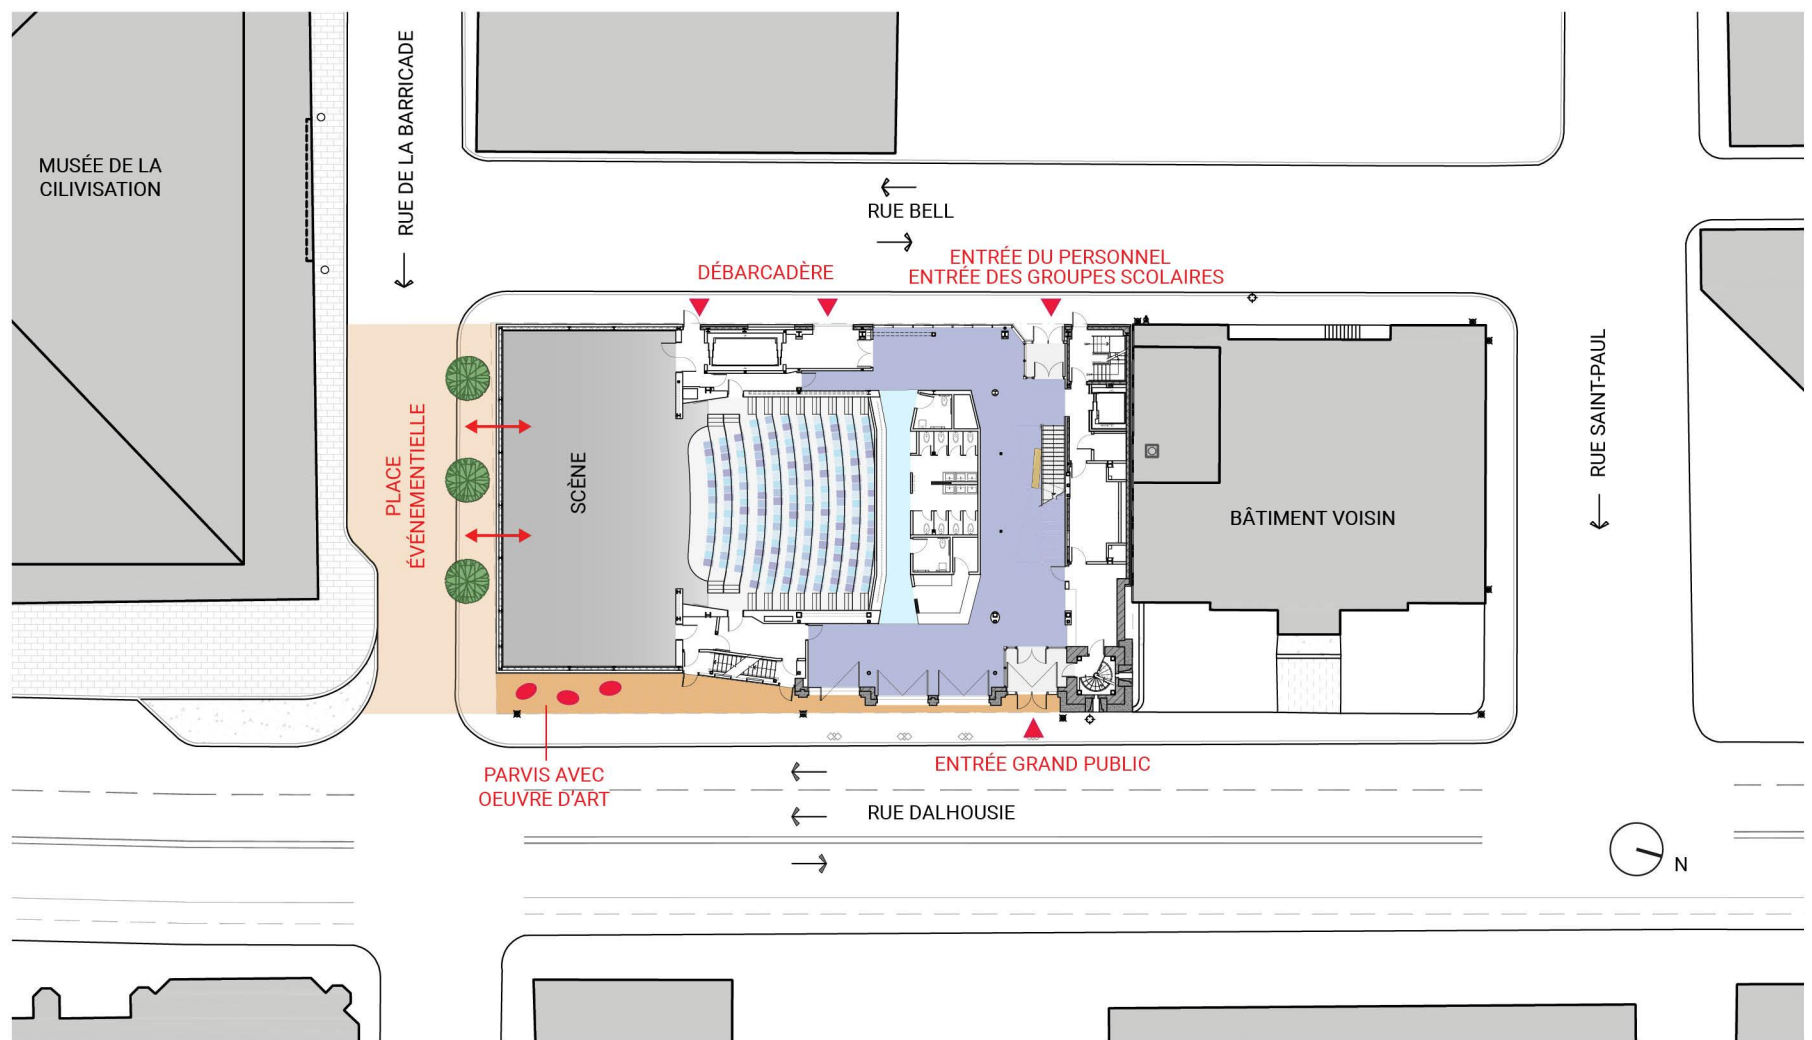 MUSÉE DE LA
CILIVISATION
RUE DE LA BARRICADE
RUE BELL
DÉBARCADÈRE
ENTRÉE DU PERSONNEL
ENTRÉE DES GROUPES SCOLAIRES
PLACE
ÉVÉNEMENTIELLE
SCÈNE
BÂTIMENT VOISIN
RUE SAINT-PAUL
PARVIS AVEC
OEUVRE D'ART
ENTRÉE GRAND PUBLIC
RUE DALHOUSIE
N